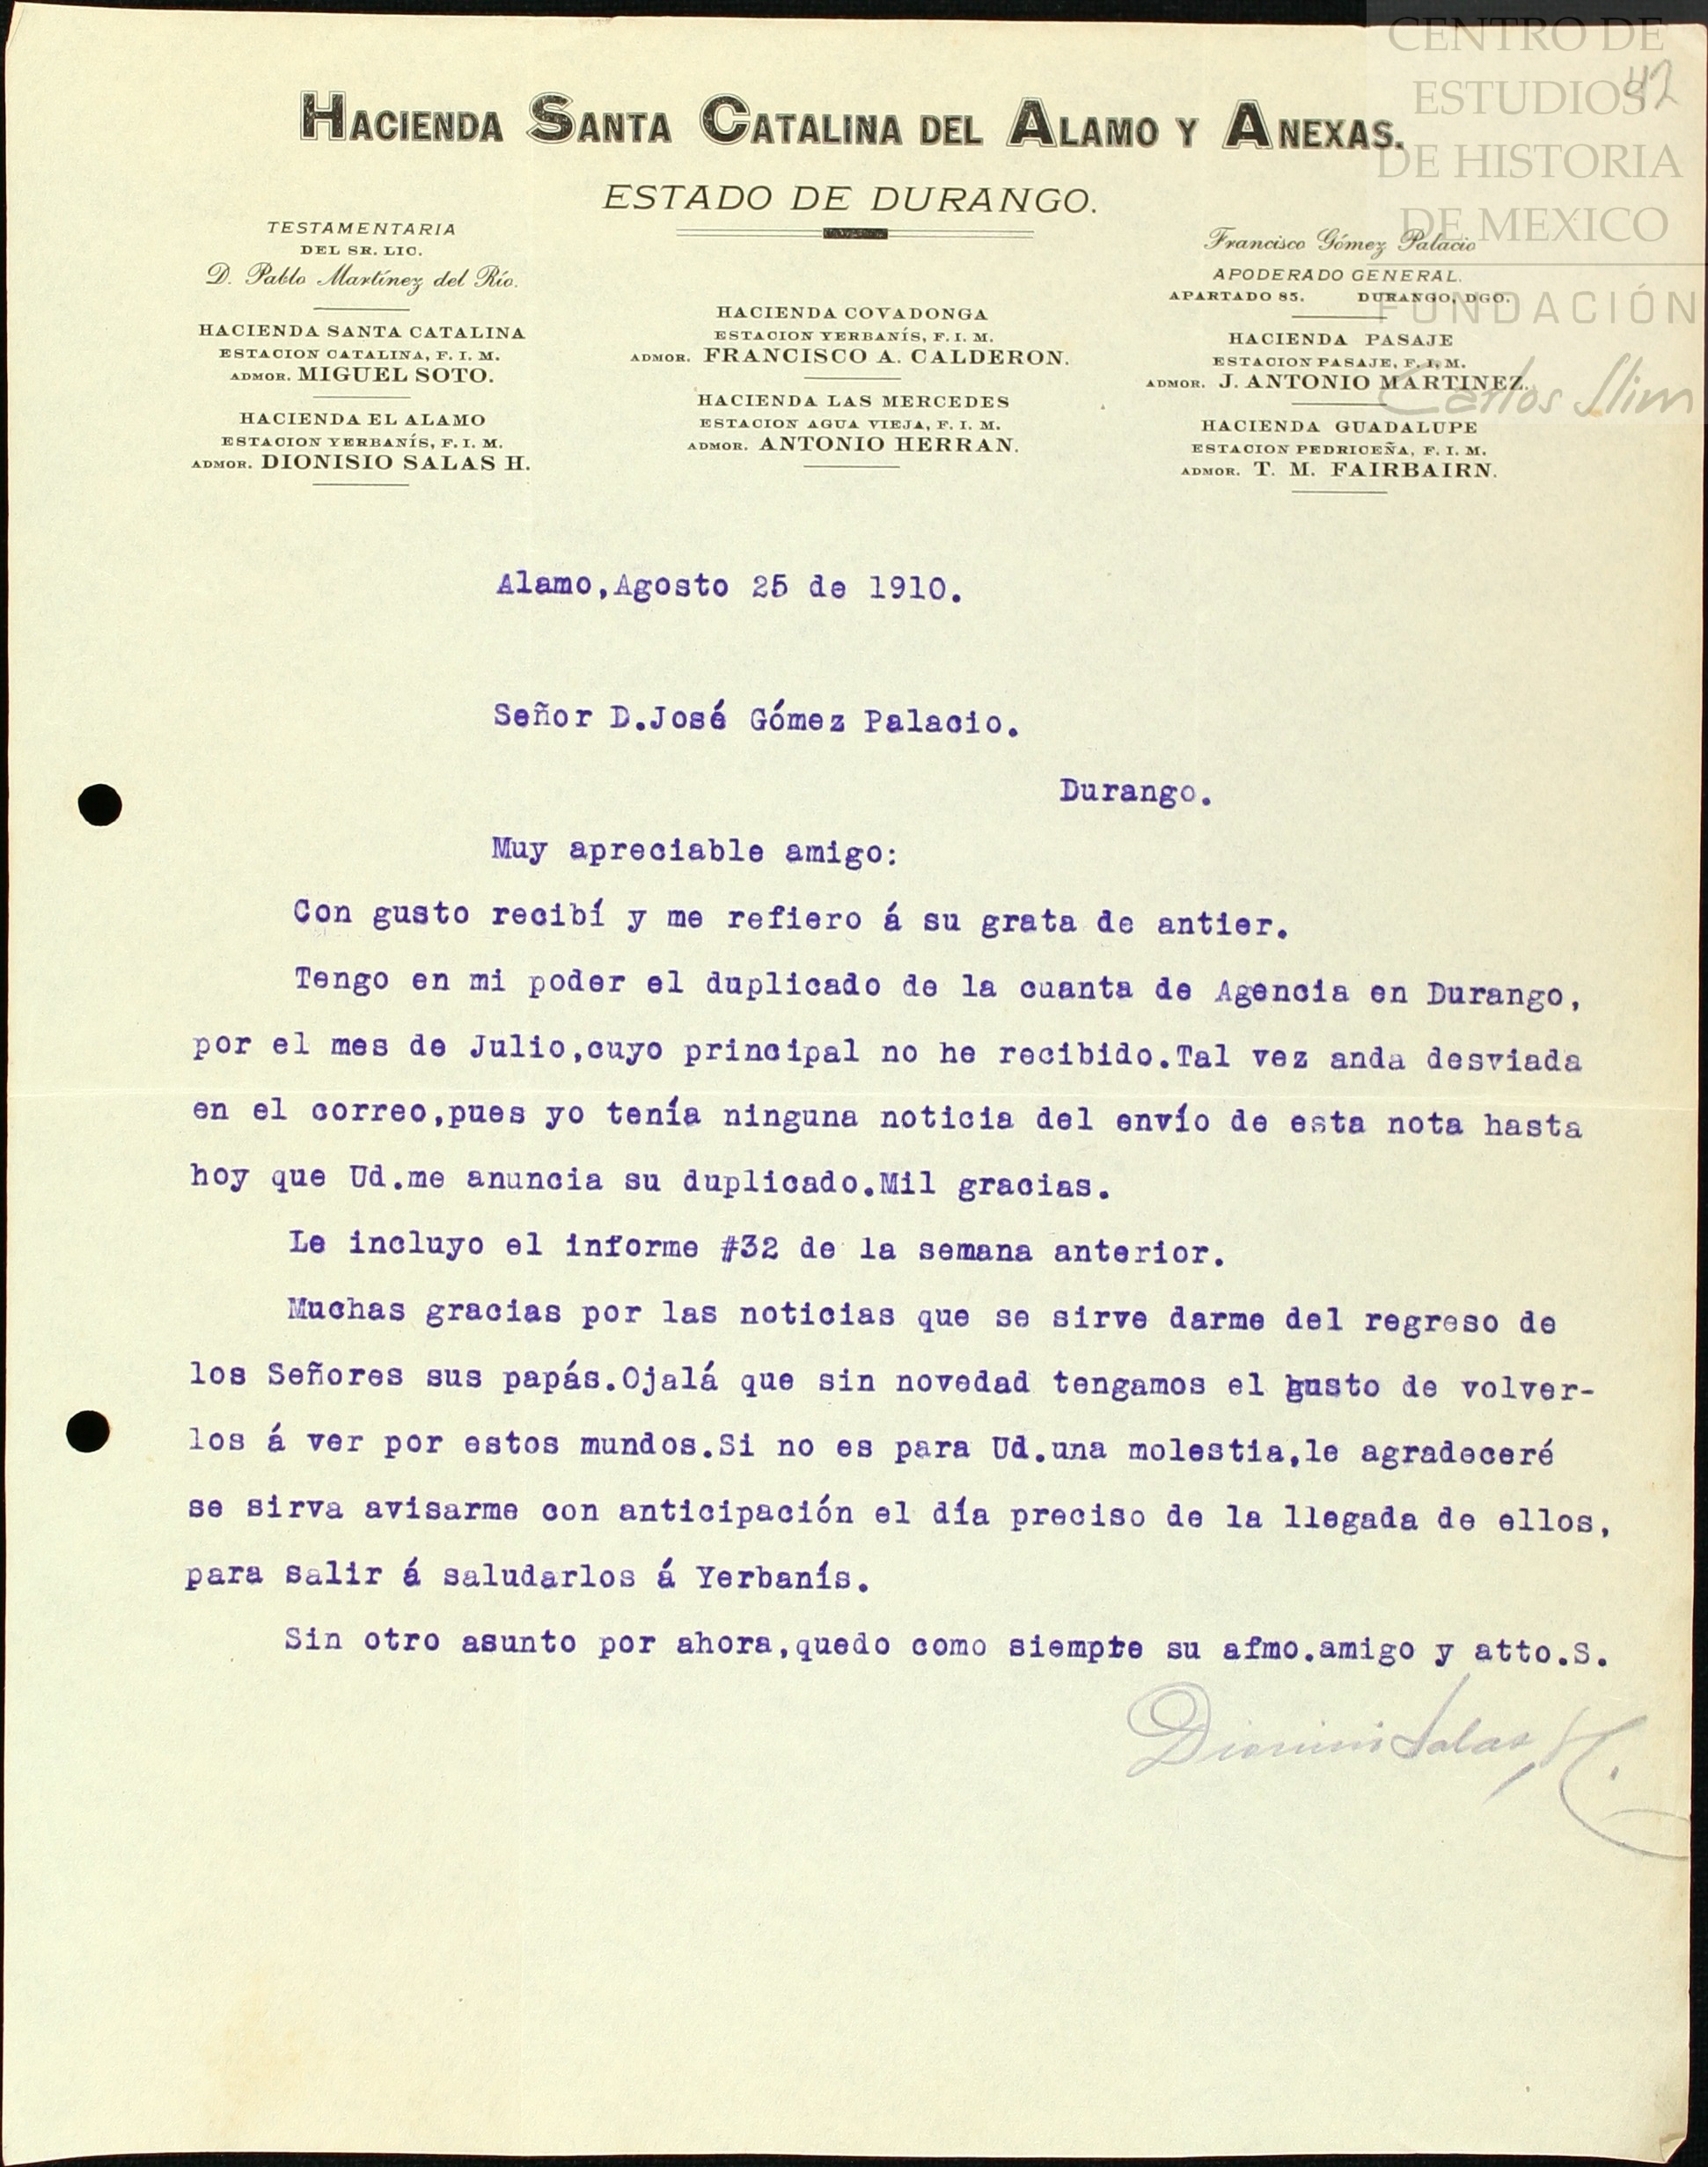 CENTRO DE
ESTUDIOS
DE HISTORIA
DE MEXICO
FUNDACIÓN
Carlos Slim
42
HACIENDA SANTA CATALINA DEL ALAMO Y ANEXAS.
ESTADO DE DURANGO.
TESTAMENTARIA
DEL SR. LIC.
D. Pablo Martínez del Río.
HACIENDA SANTA CATALINA
ESTACION CATALINA, F. I. M.
ADMOR. MIGUEL SOTO.
HACIENDA EL ALAMO
ESTACION YERBANÍS, F. I. M.
ADMOR. DIONISIO SALAS H.
HACIENDA COVADONGA
ESTACION YERBANÍS, F. I. M.
ADMOR. FRANCISCO A. CALDERON.
HACIENDA LAS MERCEDES
ESTACION AGUA VIEJA, F. I. M.
ADMOR. ANTONIO HERRAN.
Francisco Gómez Palacio
APODERADO GENERAL.
APARTADO 85. DURANGO, DGO.
HACIENDA PASAJE
ESTACION PASAJE, F. I. M.
ADMOR. J. ANTONIO MARTINEZ.
HACIENDA GUADALUPE
ESTACION PEDRICEÑA, F. I. M.
ADMOR. T. M. FAIRBAIRN.
Alamo,Agosto 25 de 1910.
Señor D.José Gómez Palacio.
Durango.
Muy apreciable amigo:
Con gusto recibí y me refiero á su grata de antier.
Tengo en mi poder el duplicado de la cuanta de Agencia en Durango,
por el mes de Julio,cuyo principal no he recibido.Tal vez anda desviada
en el correo,pues yo tenía ninguna noticia del envío de esta nota hasta
hoy que Ud.me anuncia su duplicado.Mil gracias.
Le incluyo el informe #32 de la semana anterior.
Muchas gracias por las noticias que se sirve darme del regreso de
los Señores sus papás.Ojalá que sin novedad tengamos el gusto de volver-
los á ver por estos mundos.Si no es para Ud.una molestia,le agradeceré
se sirva avisarme con anticipación el día preciso de la llegada de ellos,
para salir á saludarlos á Yerbanís.
Sin otro asunto por ahora,quedo como siempre su afmo.amigo y atto.S.
Dionisio Salas H.